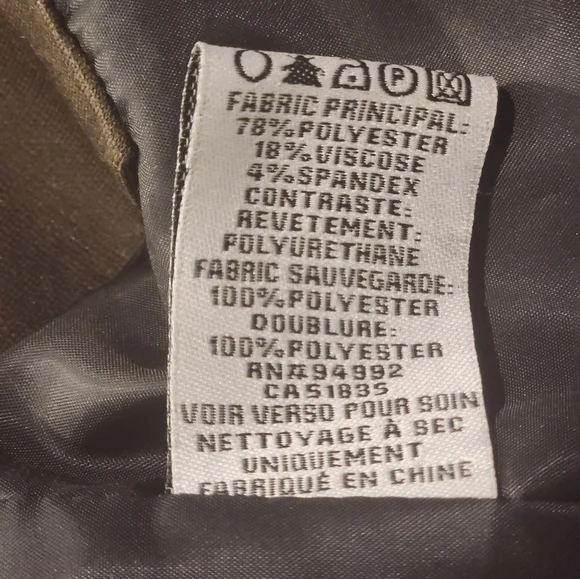 P
FABRIC PRINCIPAL:
78%POLYESTER
18%VISCOSE
4%SPANDEX
CONTRASTE:
REVETEMENT:
POLYURETHANE
FABRIC SAUVEGARDE:
100%POLYESTER
DOUBLURE:
100%POLYESTER
RN#94992
CA51835
VOIR VERSO POUR SOIN
NETTOYAGE À SEC
UNIQUEMENT
FABRIQUÉ EN CHINE